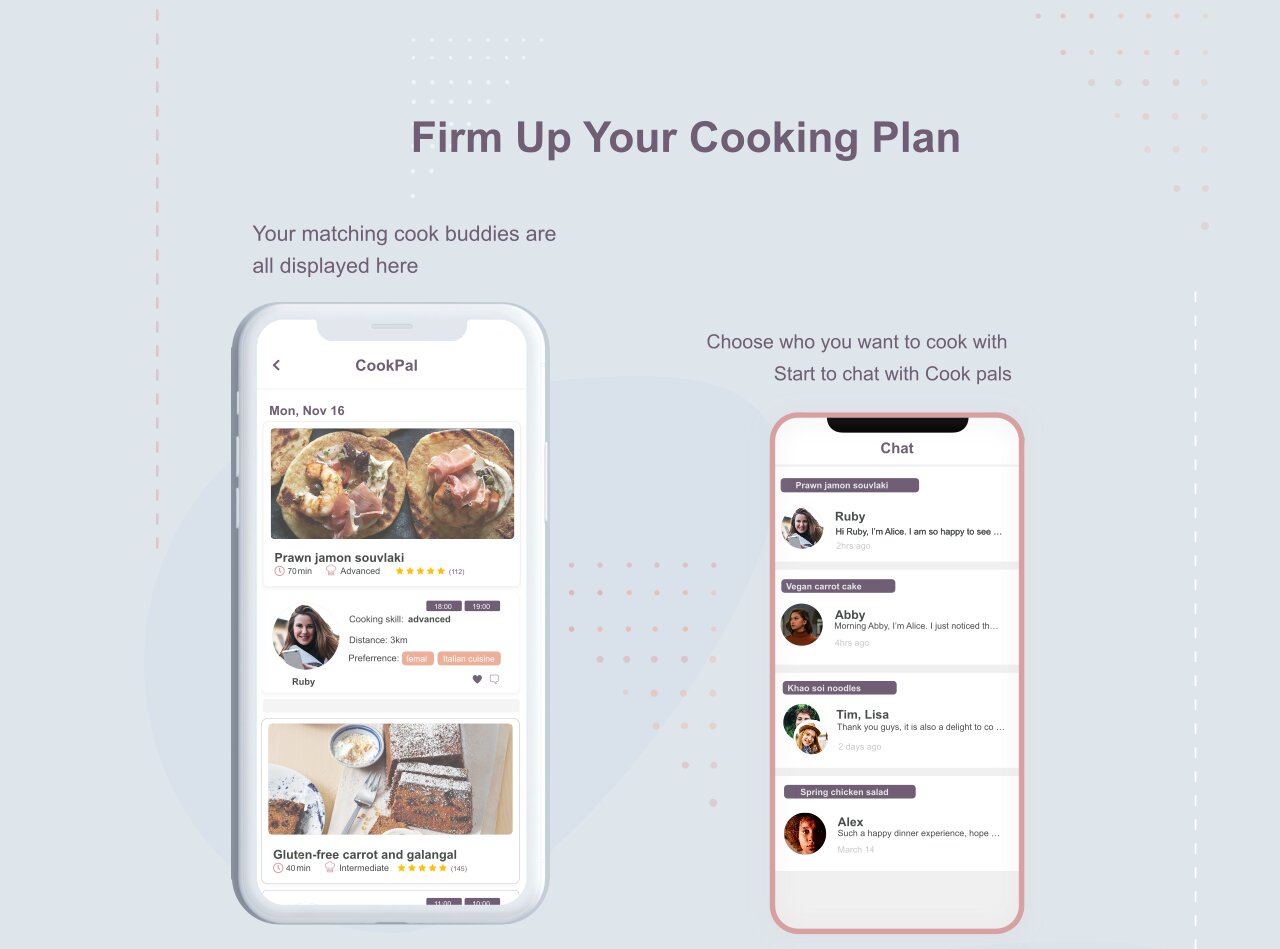 Firm Up Your Cooking Plan
Your matching cook buddies are
all displayed here
CookPal
Mon, Nov 16
Prawn jamon souvlaki
70min Advanced (112)
18:00 19:00
Cooking skill: advanced
Distance: 3km
Preferrence: femal Italian cuisine
Ruby
Gluten-free carrot and galangal
40min Intermediate (145)
11:00 10:00
Choose who you want to cook with
Start to chat with Cook pals
Chat
Prawn jamon souvlaki
Ruby
Hi Ruby, I'm Alice. I am so happy to see ...
2hrs ago
Vegan carrot cake
Abby
Morning Abby, I'm Alice. I just noticed th...
4hrs ago
Khao soi noodles
Tim, Lisa
Thank you guys, it is also a delight to co ...
2 days ago
Spring chicken salad
Alex
Such a happy dinner experience, hope ...
March 14